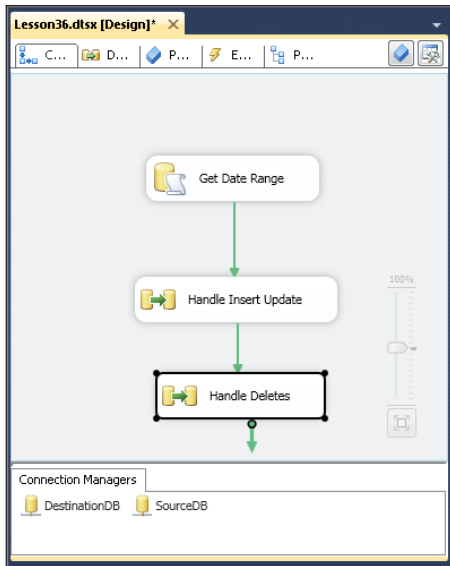 Lesson36.dtsx [Design]* ×
C... D... P... E... P...
Get Date Range
100%
Handle Insert Update
Handle Deletes
Connection Managers
DestinationDB SourceDB